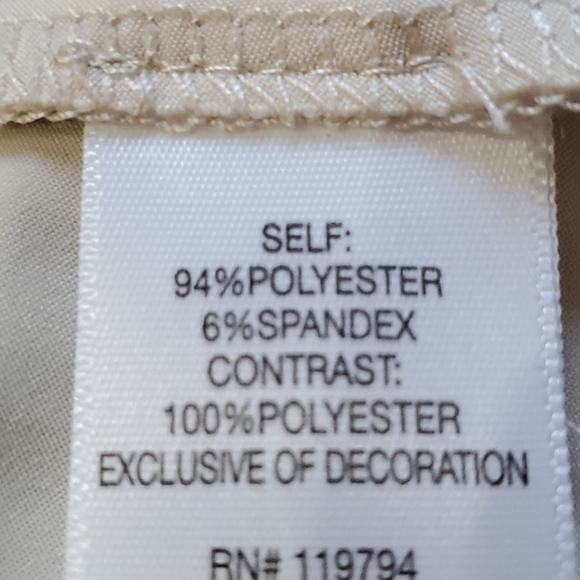 SELF:
94%POLYESTER
6%SPANDEX
CONTRAST:
100%POLYESTER
EXCLUSIVE OF DECORATION
RN# 119794